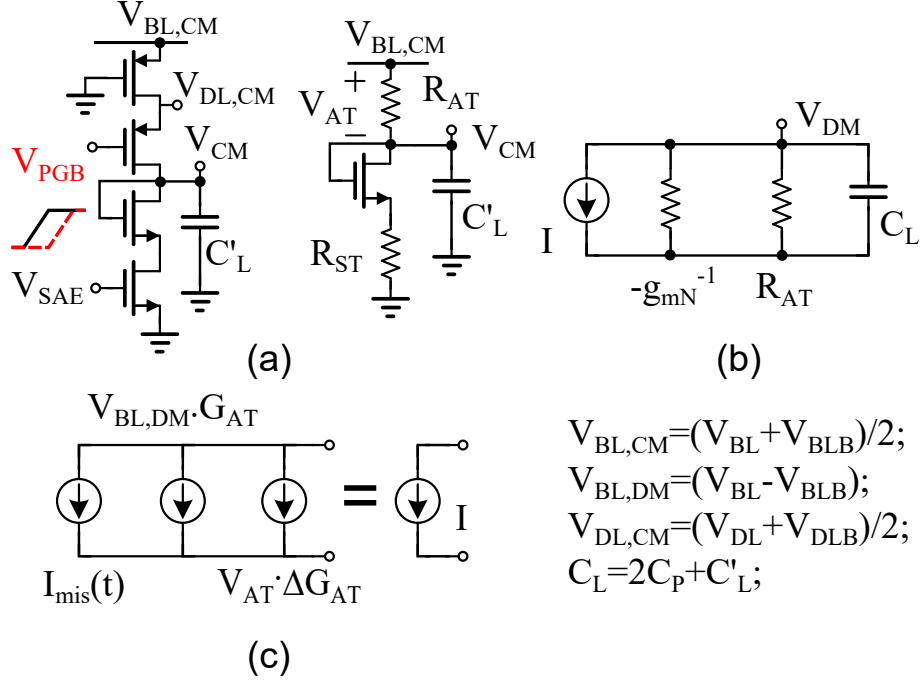 V_BL,CM
V_DL,CM
V_PGB
V_CM
C'_L
V_SAE
(a)
V_BL,CM
+
V_AT
R_AT
–
V_CM
C'_L
R_ST
V_DM
I
-g_mN^-1
R_AT
C_L
(b)
V_BL,DM.G_AT
=
I
I_mis(t)
V_AT·ΔG_AT
(c)
V_BL,CM=(V_BL+V_BLB)/2;
V_BL,DM=(V_BL-V_BLB);
V_DL,CM=(V_DL+V_DLB)/2;
C_L=2C_P+C'_L;